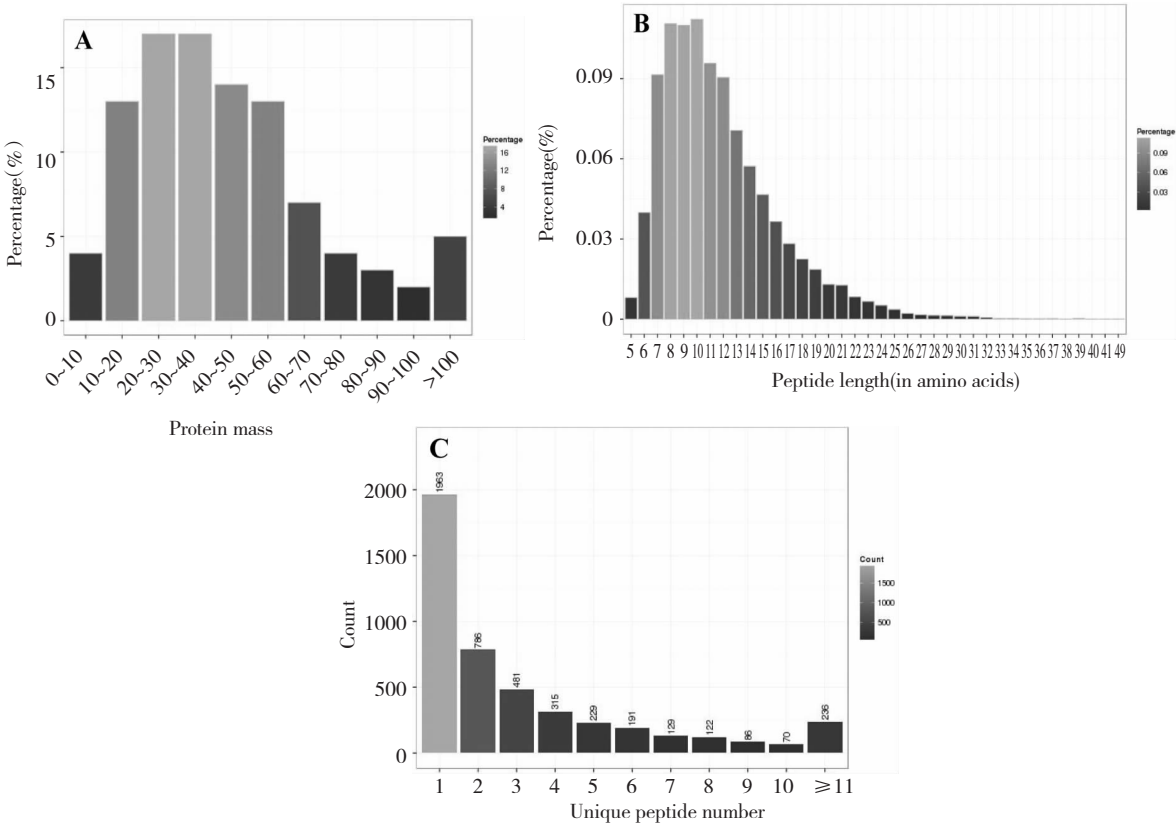 A
Percentage(%)
15
10
5
0
0~10 10~20 20~30 30~40 40~50 50~60 60~70 70~80 80~90 90~100 >100
Protein mass
Percentage
16
12
8
4
B
Percentage(%)
0.09
0.06
0.03
0
5 6 7 8 9 10 11 12 13 14 15 16 17 18 19 20 21 22 23 24 25 26 27 28 29 30 31 32 33 34 35 36 37 38 39 40 41 49
Peptide length(in amino acids)
Percentage
0.09
0.06
0.03
C
Count
2000
1500
1000
500
0
1963 786 481 315 229 191 129 122 86 70 236
1 2 3 4 5 6 7 8 9 10 ⩾11
Unique peptide number
Count
1500
1000
500